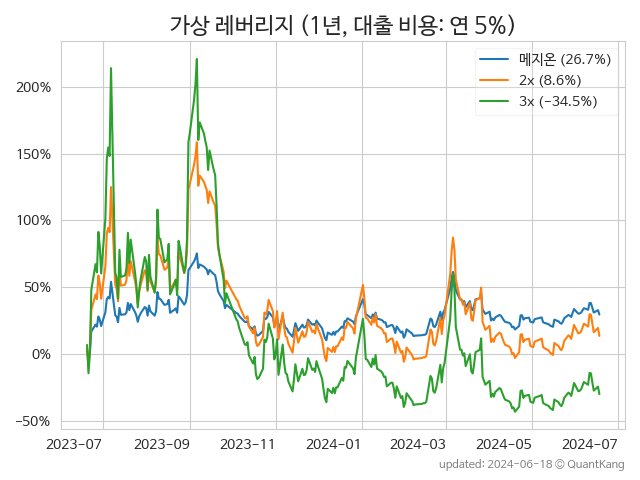 가상 레버리지 (1년, 대출 비용: 연 5%)
메지온 (26.7%)
2x (8.6%)
3x (−34.5%)
200%
150%
100%
50%
0%
−50%
2023-07 2023-09 2023-11 2024-01 2024-03 2024-05 2024-07
updated: 2024-06-18 © QuantKang